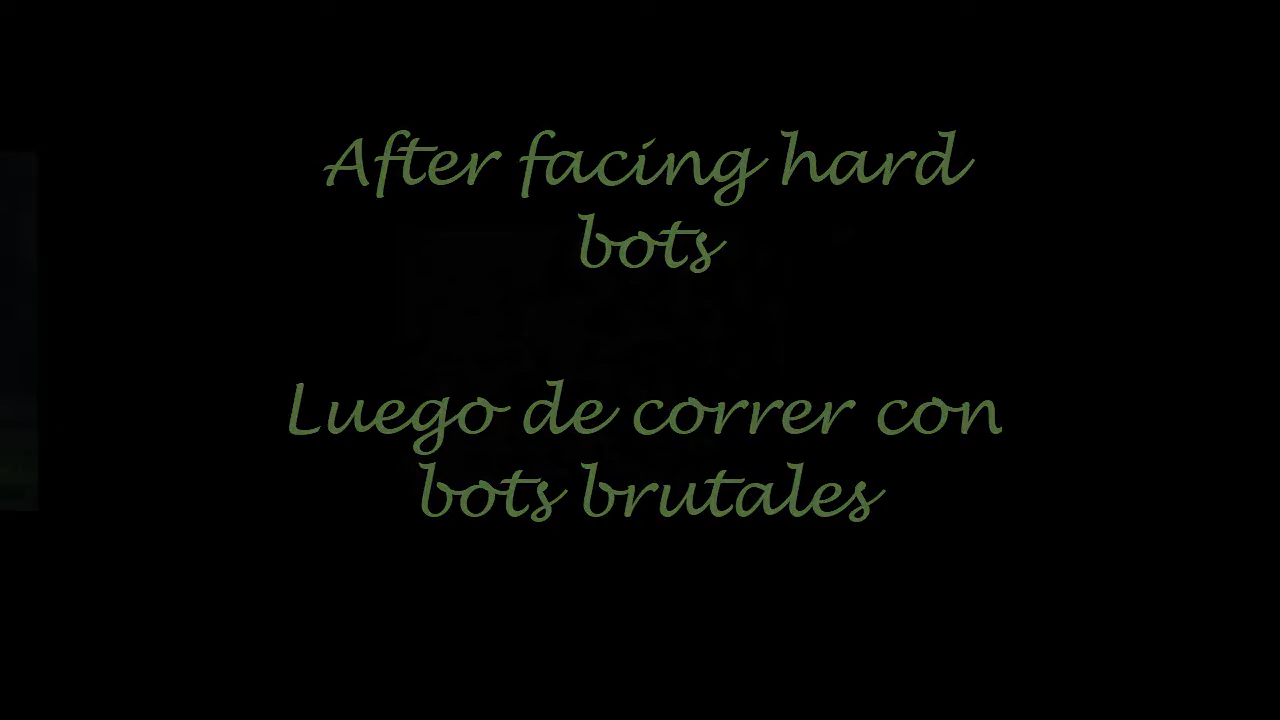 After facing hard
bots
Luego de correr con
bots brutales